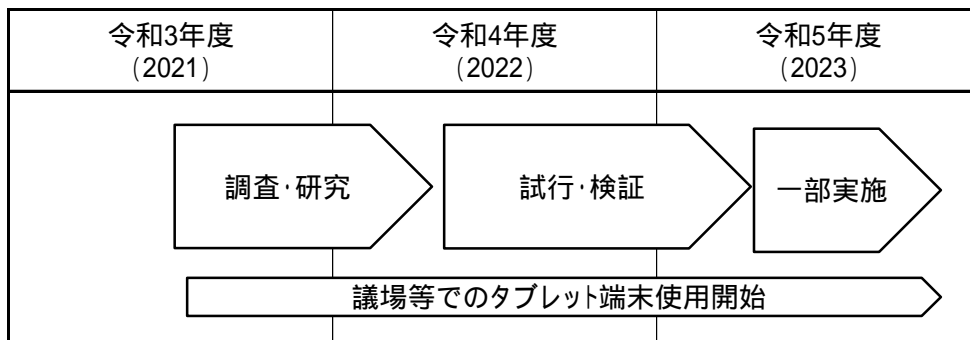 令和3年度
(2021)
令和4年度
(2022)
令和5年度
(2023)
調査・研究
試行・検証
一部実施
議場等でのタブレット端末使用開始